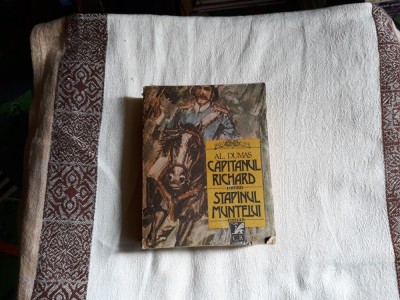 AL. DUMAS
CAPITANUL
RICHARD
STAPINUL
MUNTELUI